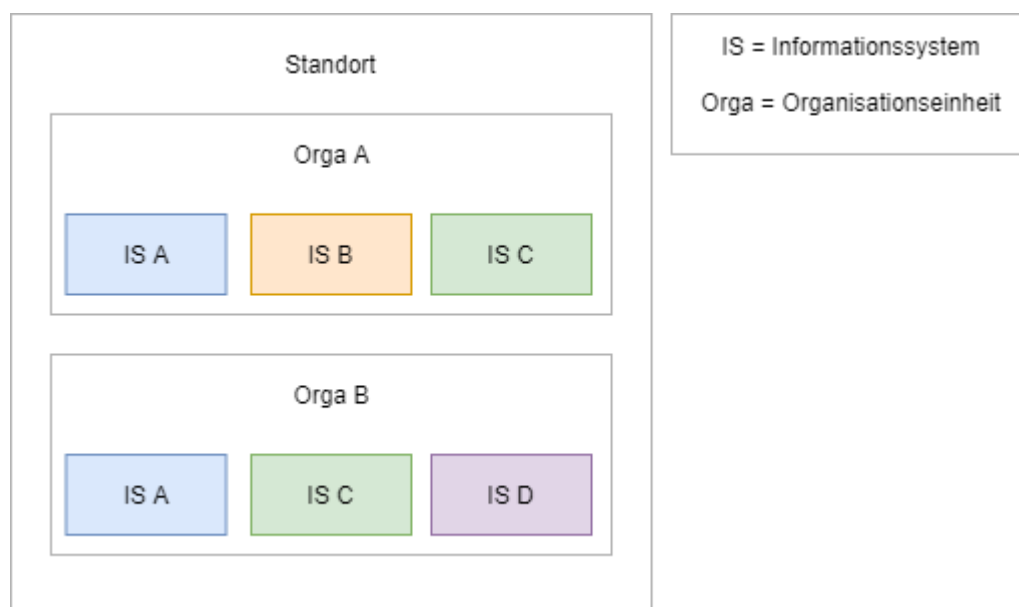 Standort
Orga A
IS A
IS B
IS C
Orga B
IS A
IS C
IS D
IS = Informationssystem
Orga = Organisationseinheit